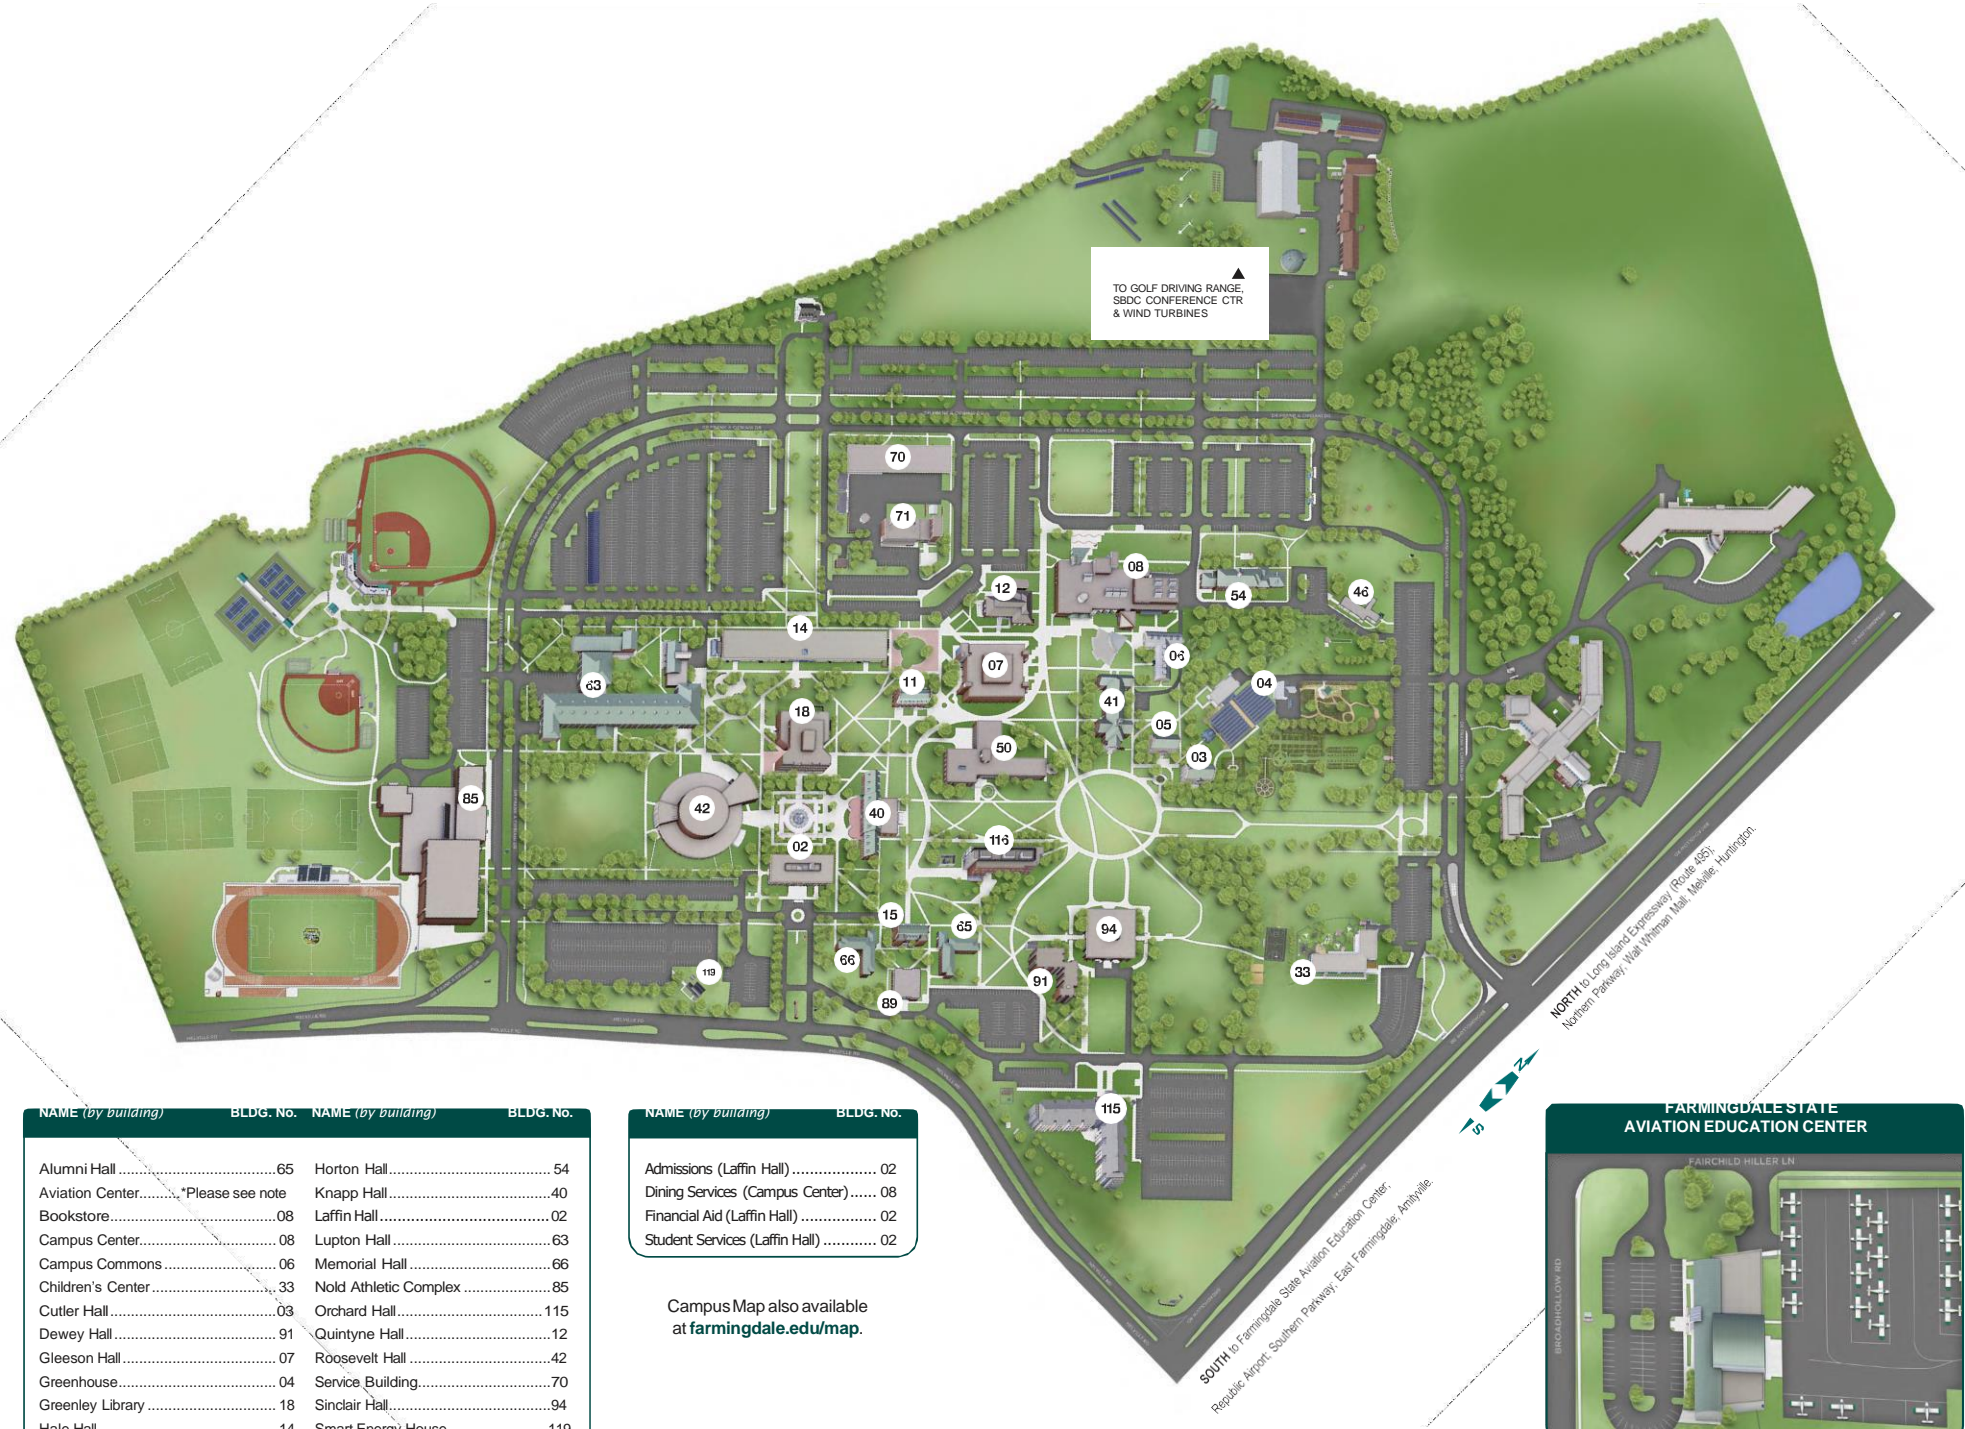 TO GOLF DRIVING RANGE,
SBDC CONFERENCE CTR
& WIND TURBINES
70
71
08
12
54
46
14
07
06
63
11
04
41
18
05
50
03
85
42
40
02
116
15
65
94
66
119
33
91
89
115
NORTH to Long Island Expressway (Route 495);
Northern Parkway; Walt Whitman Mall, Melville; Huntington.
N
S
SOUTH to Farmingdale State Aviation Education Center;
Republic Airport; Southern Parkway; East Farmingdale; Amityville.
NAME (by building) BLDG. No. NAME (by building) BLDG. No.
Alumni Hall 65 Horton Hall 54
Aviation Center *Please see note Knapp Hall 40
Bookstore 08 Laffin Hall 02
Campus Center 08 Lupton Hall 63
Campus Commons 06 Memorial Hall 66
Children's Center 33 Nold Athletic Complex 85
Cutler Hall 03 Orchard Hall 115
Dewey Hall 91 Quintyne Hall 12
Gleeson Hall 07 Roosevelt Hall 42
Greenhouse 04 Service Building 70
Greenley Library 18 Sinclair Hall 94
Hale Hall 14 Smart Energy House 119
NAME (by building) BLDG. No.
Admissions (Laffin Hall) 02
Dining Services (Campus Center) 08
Financial Aid (Laffin Hall) 02
Student Services (Laffin Hall) 02
Campus Map also available
at farmingdale.edu/map.
FARMINGDALE STATE
AVIATION EDUCATION CENTER
FAIRCHILD HILLER LN
BROADHOLLOW RD